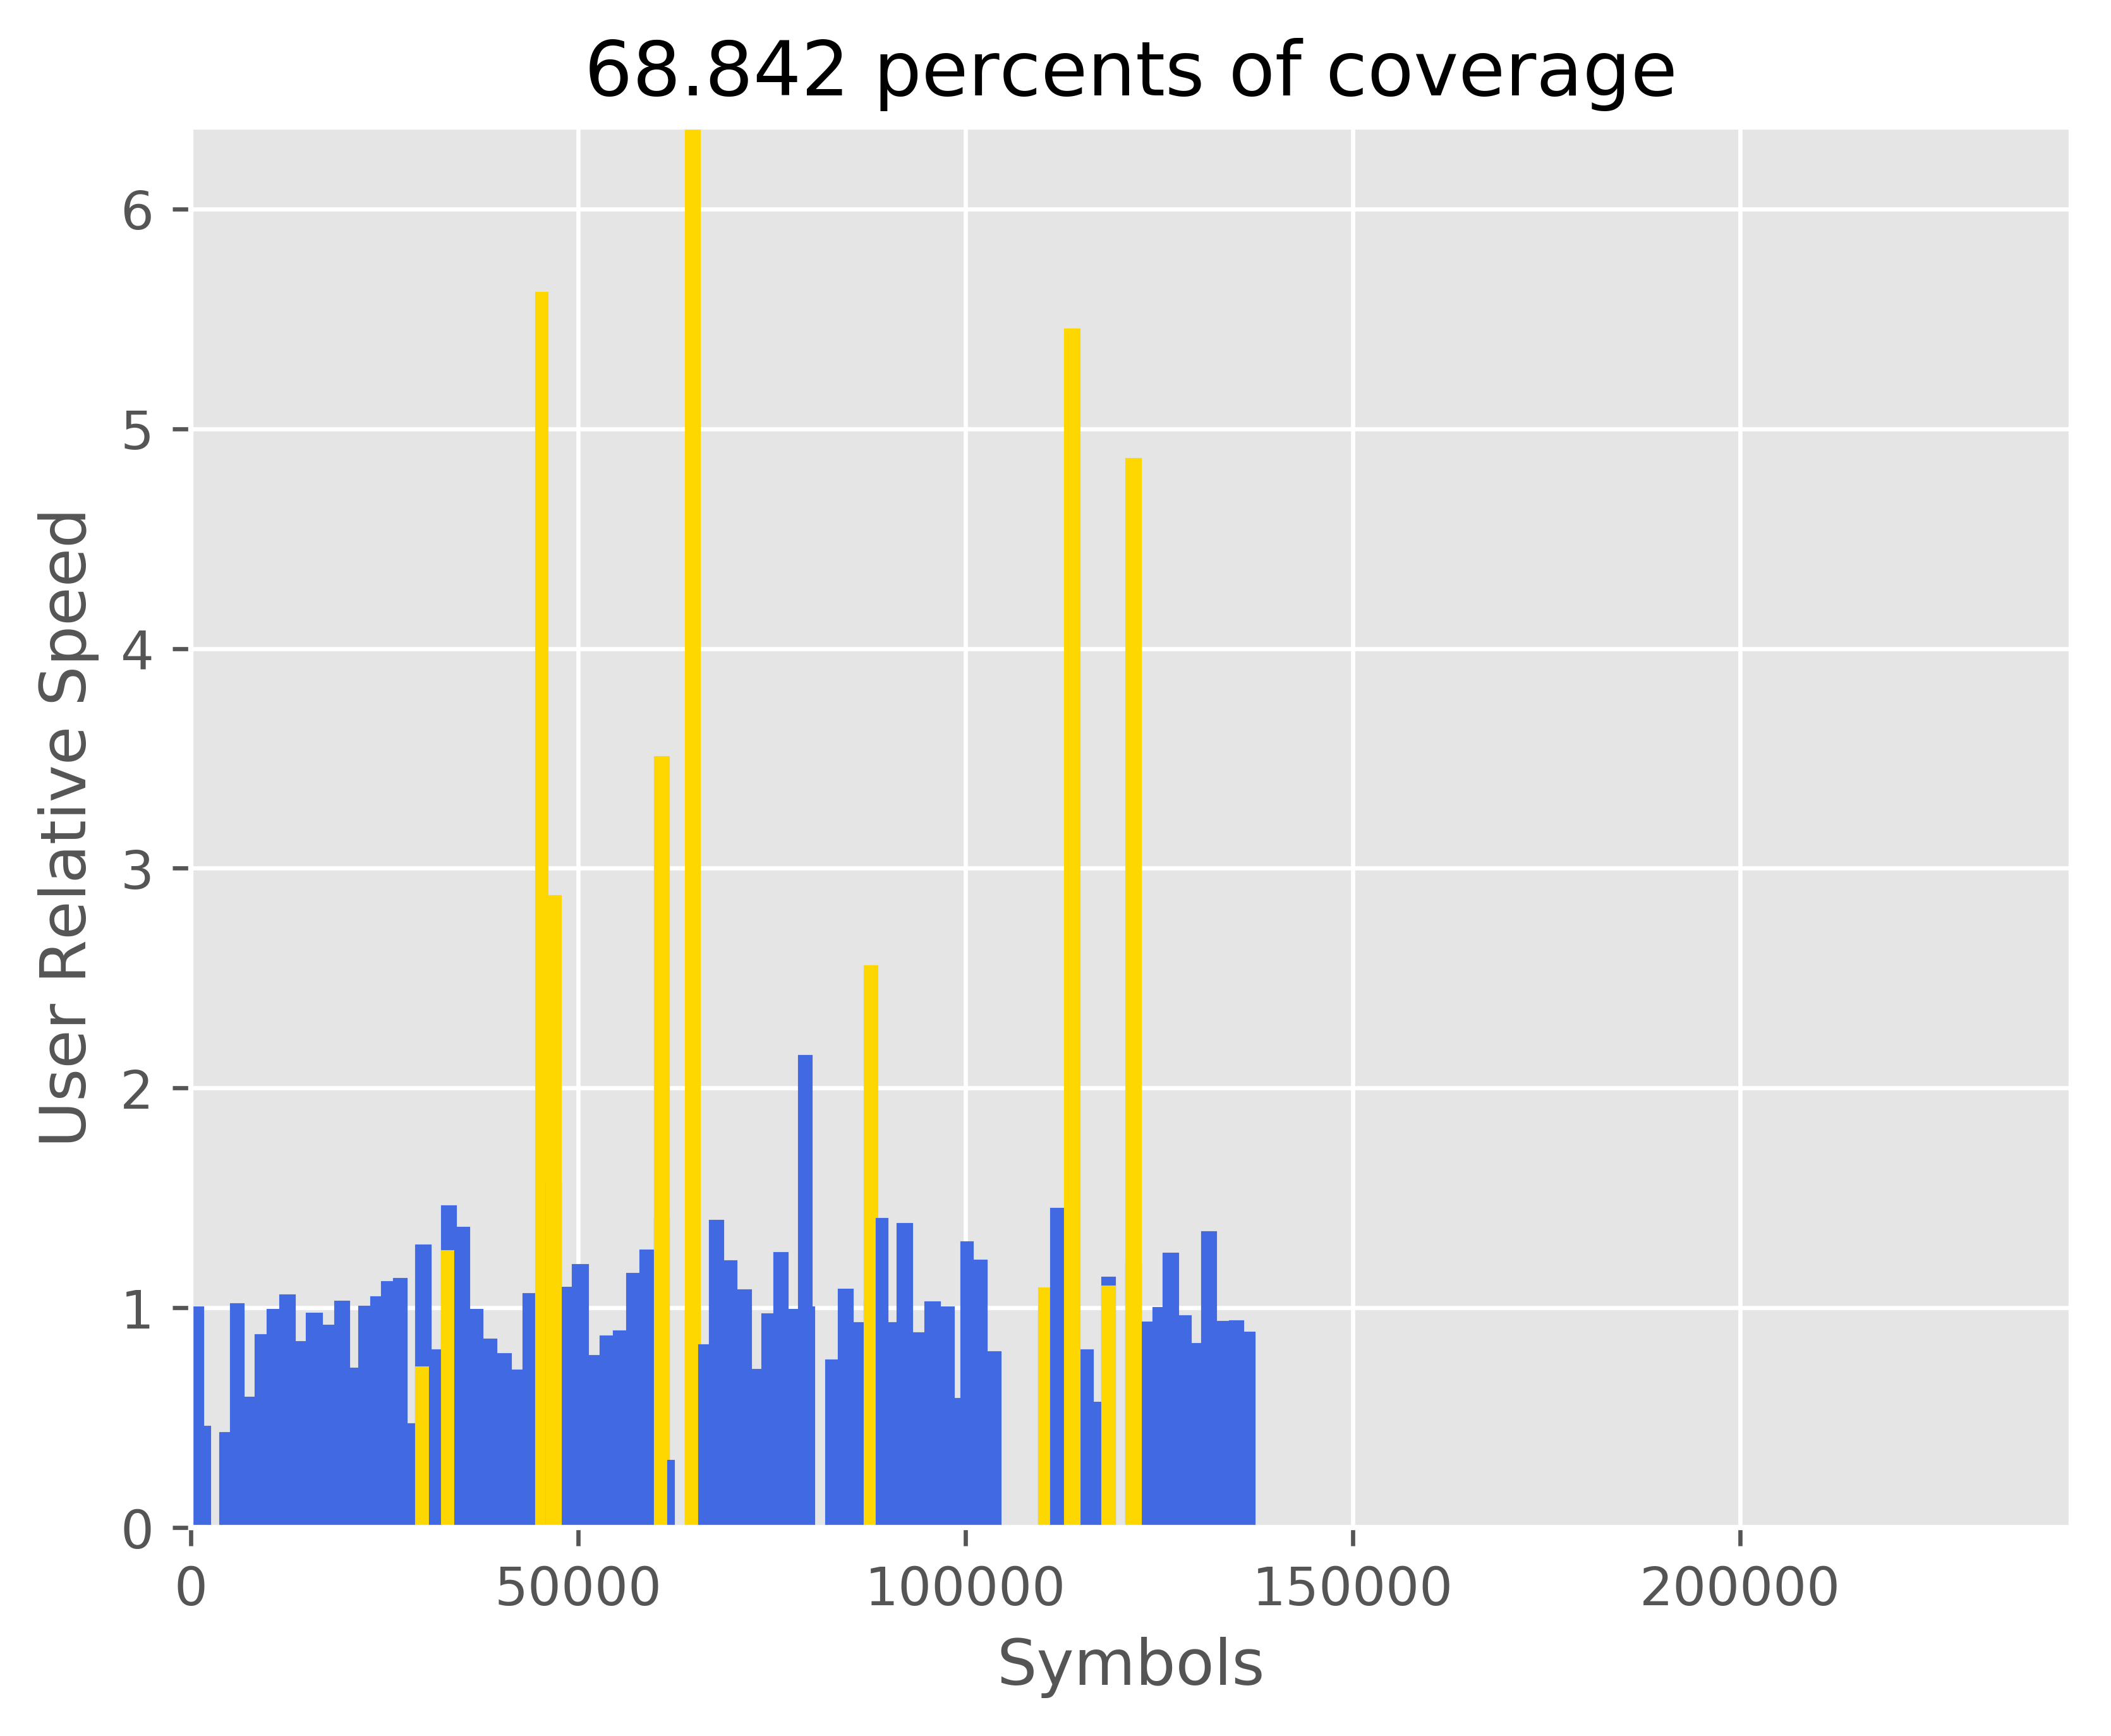 68.842 percents of coverage
User Relative Speed
6
5
4
3
2
1
0
0 50000 100000 150000 200000
Symbols